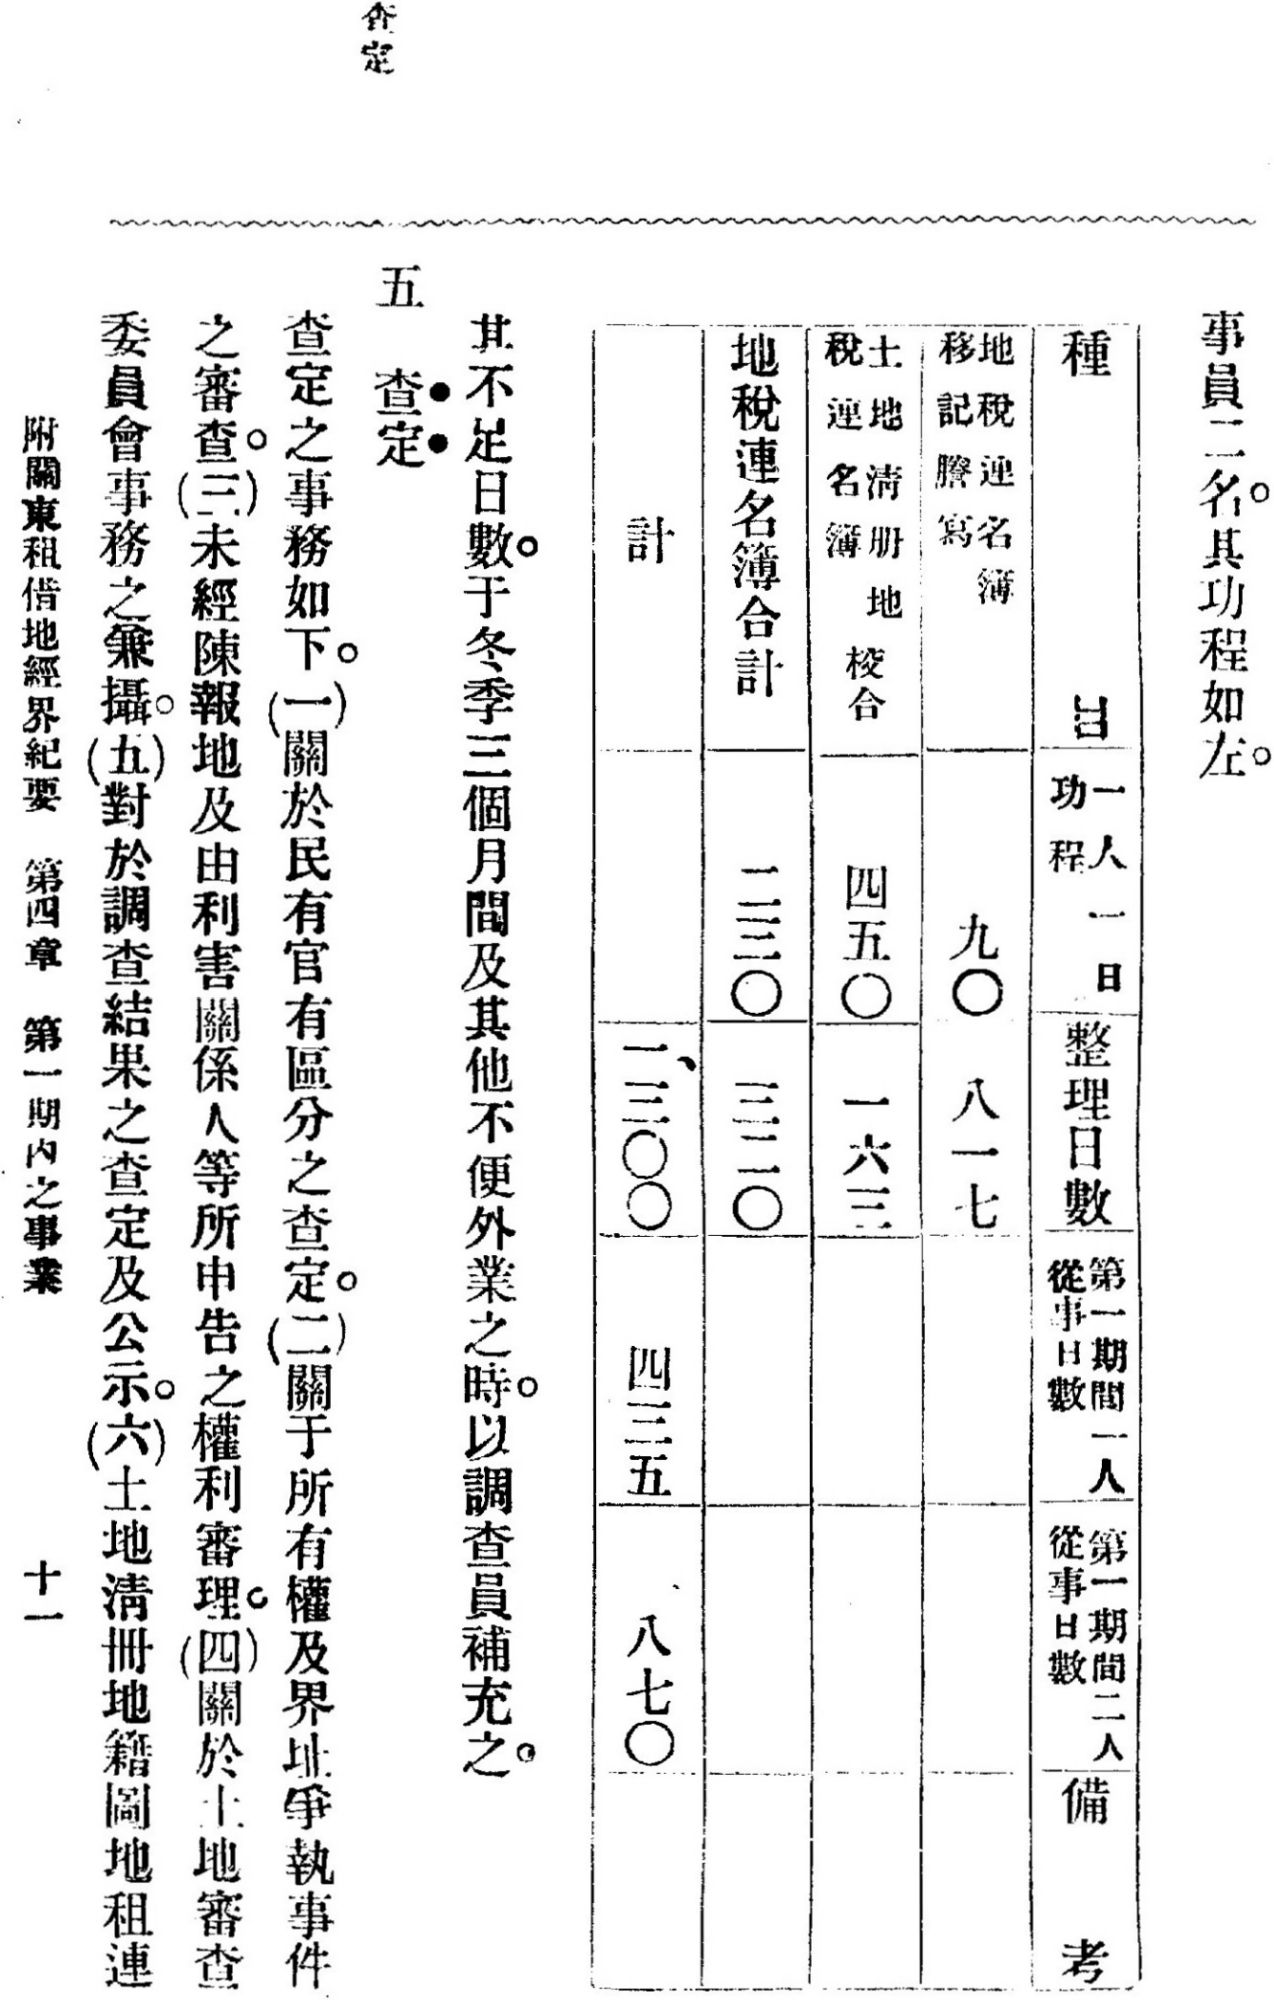 查定
事員二名。其功程如左。
種目
一人一日
功程
整理日數
第一期間一人
從事日數
第一期間二人
從事日數
備考
地稅連名簿
移記謄寫
九〇
八一七
土地淸册地
稅連名簿
校合
四五〇
一六三
地稅連名簿合計
二三〇
三二〇
計
一、三〇〇
四三五
八七〇
其不足日數。于冬季三個月間及其他不便外業之時。以調查員補充之。
五 查定
查定之事務如下。(一)關於民有官有區分之查定。(二)關于所有權及界址爭執事件
之審查。(三)未經陳報地及由利害關係人等所申告之權利審理。(四)關於土地審查
委員會事務之兼攝。(五)對於調查結果之查定及公示。(六)土地淸冊地籍圖地租連
附關東租借地經界紀要 第四章 第一期內之事業 十一